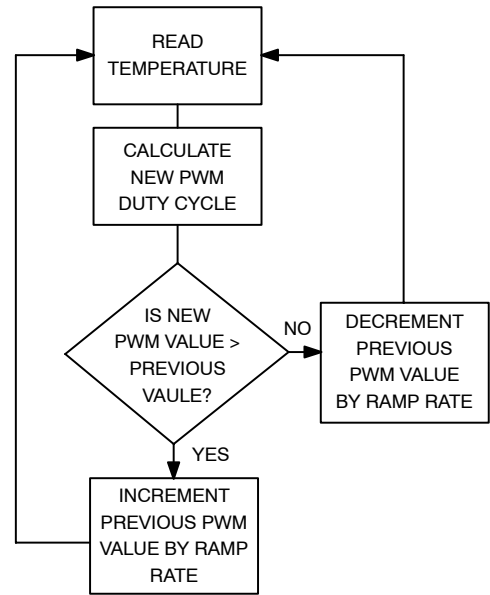 READ
TEMPERATURE
CALCULATE
NEW PWM
DUTY CYCLE
IS NEW
PWM VALUE >
PREVIOUS
VAULE?
NO
DECREMENT
PREVIOUS
PWM VALUE
BY RAMP RATE
YES
INCREMENT
PREVIOUS PWM
VALUE BY RAMP
RATE